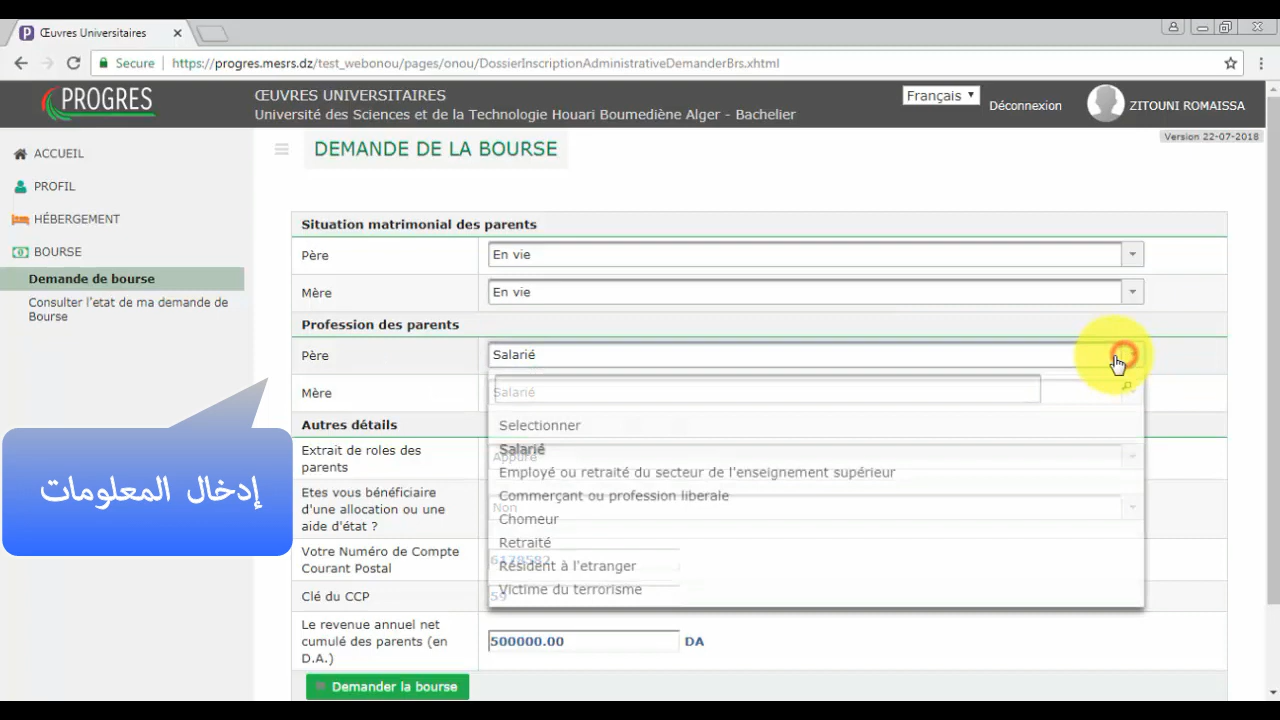 Œuvres Universitaires
Secure https://progres.mesrs.dz/test_webonou/pages/onou/DossierInscriptionAdministrativeDemanderBrs.xhtml
PROGRES
ŒUVRES UNIVERSITAIRES
Université des Sciences et de la Technologie Houari Boumediène Alger - Bachelier
Français
Déconnexion
ZITOUNI ROMAISSA
Version 22-07-2018
ACCUEIL
PROFIL
HÉBERGEMENT
BOURSE
Demande de bourse
Consulter l'etat de ma demande de
Bourse
إدخال المعلومات
DEMANDE DE LA BOURSE
Situation matrimonial des parents
Père En vie
Mère En vie
Profession des parents
Père Salarié
Mère Salarié
Selectionner
Salarié
Employé ou retraité du secteur de l'enseignement supérieur
Commerçant ou profession liberale
Chomeur
Retraité
Résident à l'etranger
Victime du terrorisme
Autres détails
Extrait de roles des
parents
Appuré
Etes vous bénéficiaire
d'une allocation ou une
aide d'état ?
Non
Votre Numéro de Compte
Courant Postal
Clé du CCP
59
Le revenue annuel net
cumulé des parents (en
D.A.)
500000.00 DA
Demander la bourse